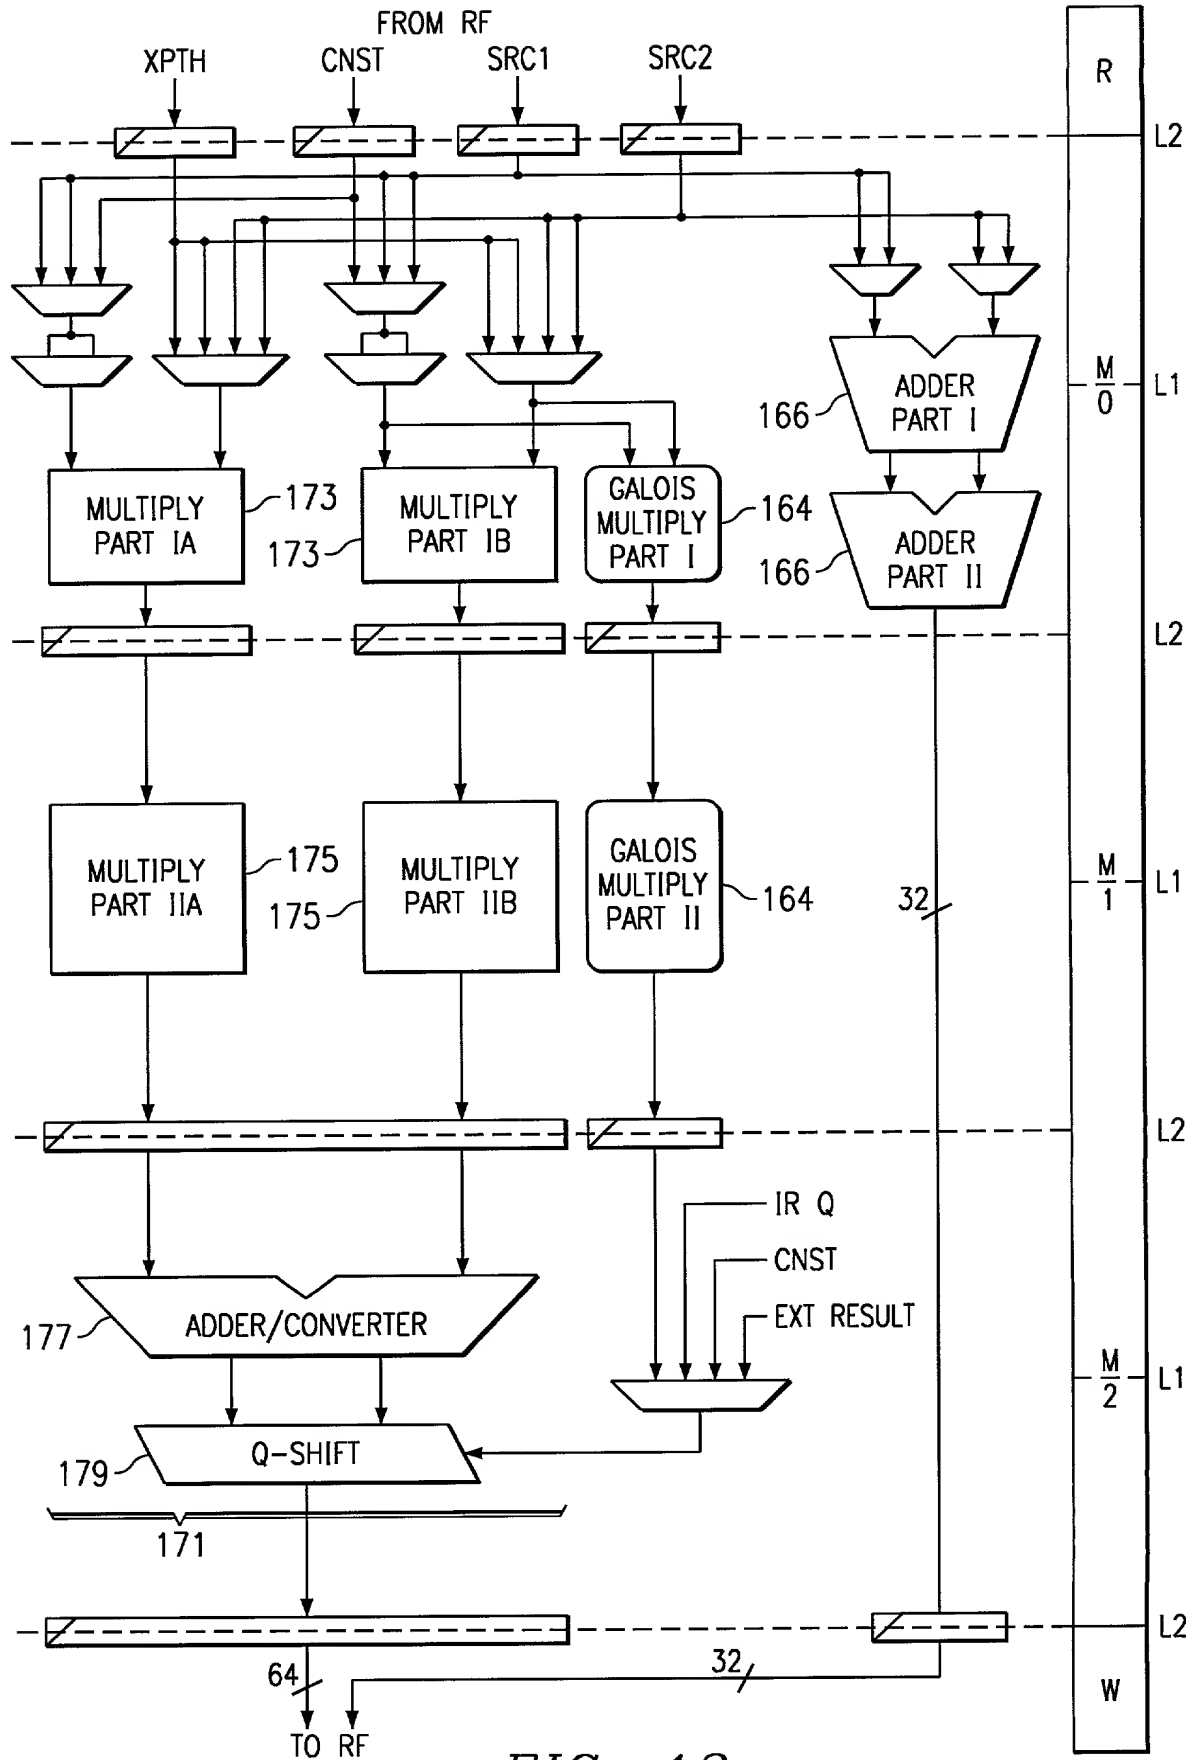 FROM RF
XPTH
CNST
SRC1
SRC2
R
L2
M
0
L1
ADDER
PART I
166
MULTIPLY
PART IA
173
MULTIPLY
PART IB
173
GALOIS
MULTIPLY
PART I
164
ADDER
PART II
166
L2
MULTIPLY
PART IIA
175
MULTIPLY
PART IIB
175
GALOIS
MULTIPLY
PART II
164
32
M
1
L1
L2
IR Q
CNST
EXT RESULT
ADDER/CONVERTER
177
M
2
L1
Q-SHIFT
179
171
L2
64
32
W
TO RF